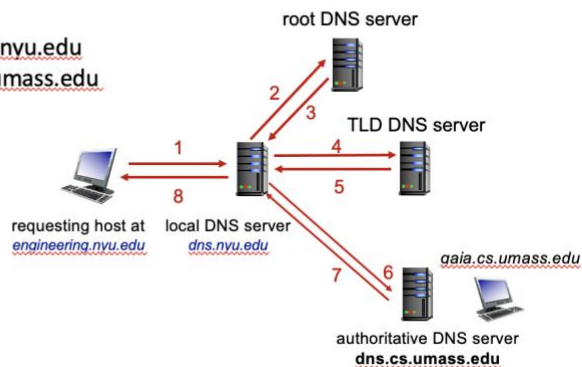 root DNS server
nyu.edu
umass.edu
2
3
TLD DNS server
1
4
8
5
requesting host at
engineering.nyu.edu
local DNS server
dns.nyu.edu
gaia.cs.umass.edu
6
7
authoritative DNS server
dns.cs.umass.edu